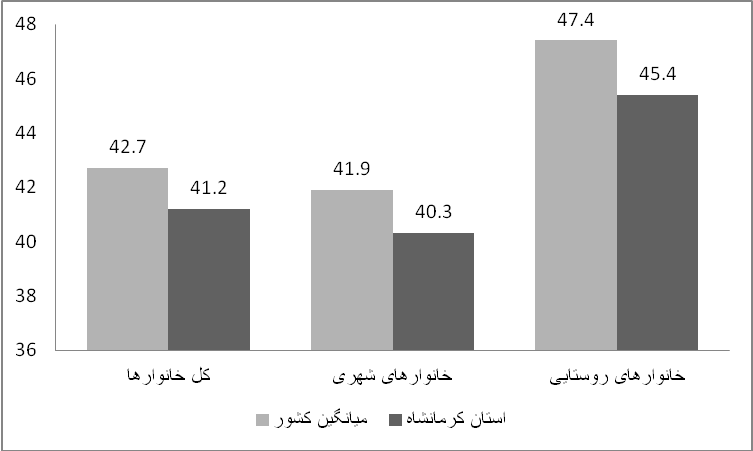 48
46
44
42
40
38
36
42.7
41.2
41.9
40.3
47.4
45.4
کل خانوارها
خانوارهای شهری
خانوارهای روستایی
میانگین کشور
استان کرمانشاه